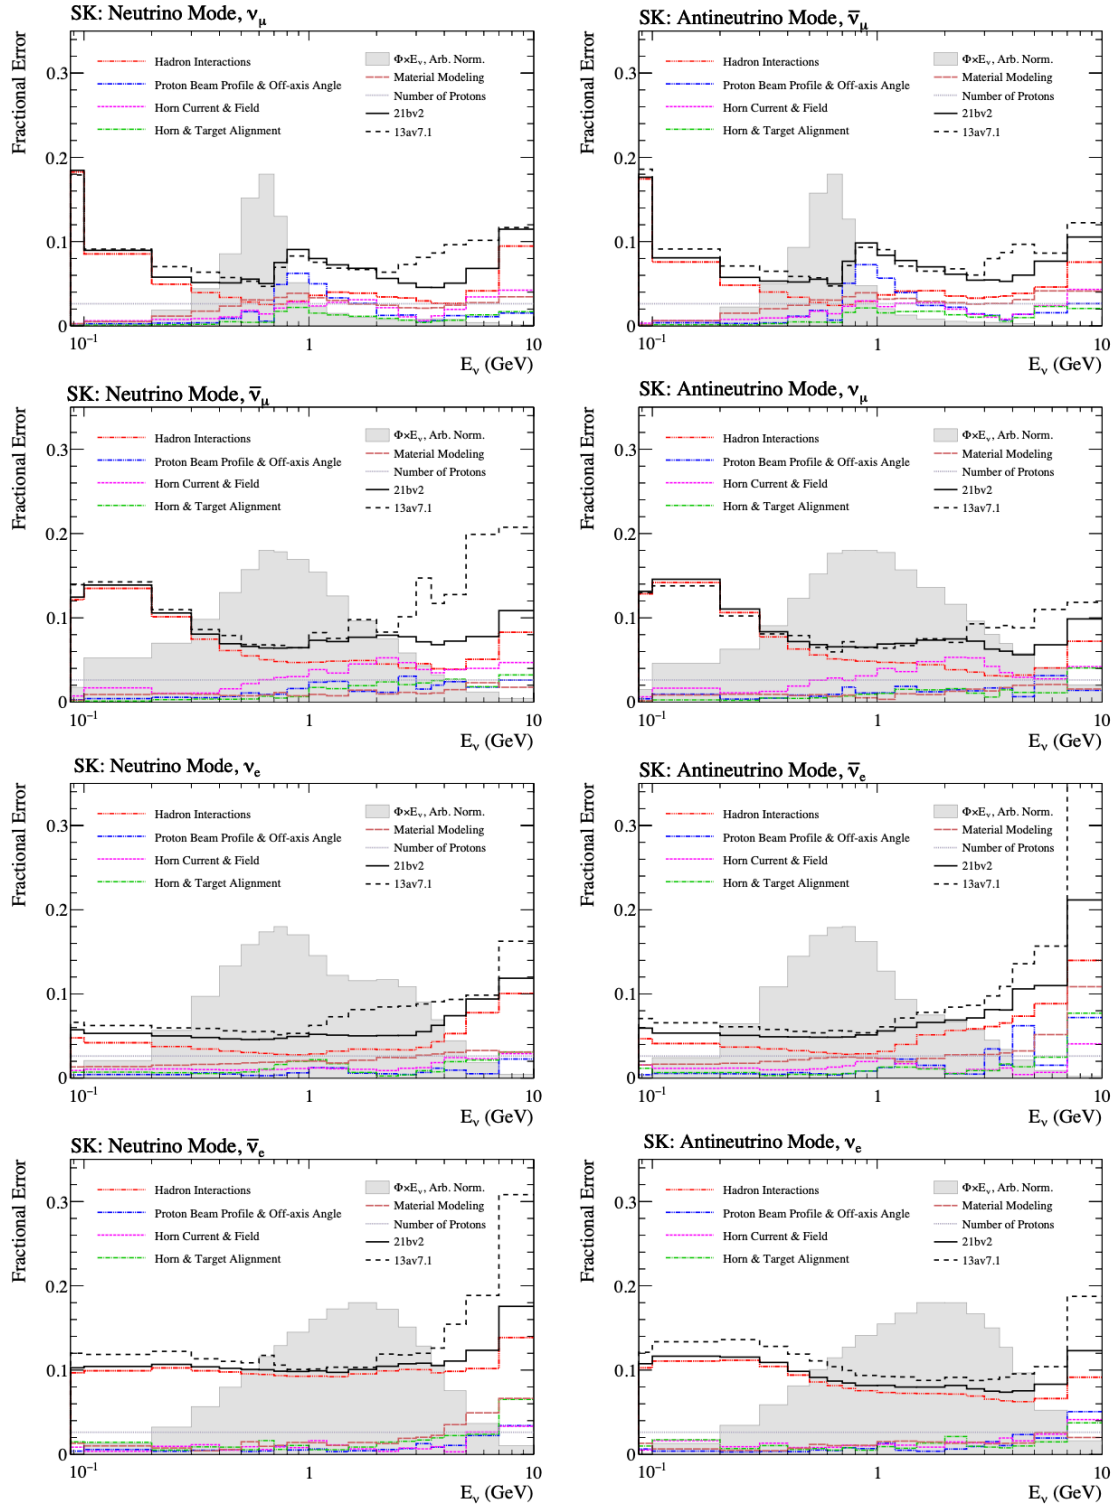 SK: Neutrino Mode, νμ
Fractional Error
0.3
0.2
0.1
0
Hadron Interactions
Proton Beam Profile & Off-axis Angle
Horn Current & Field
Horn & Target Alignment
Φ×Eν, Arb. Norm.
Material Modeling
Number of Protons
21bv2
13av7.1
10⁻¹
1
10
Eν (GeV)
SK: Antineutrino Mode, ν̄μ
Fractional Error
0.3
0.2
0.1
0
Hadron Interactions
Proton Beam Profile & Off-axis Angle
Horn Current & Field
Horn & Target Alignment
Φ×Eν, Arb. Norm.
Material Modeling
Number of Protons
21bv2
13av7.1
10⁻¹
1
10
Eν (GeV)
SK: Neutrino Mode, ν̄μ
Fractional Error
0.3
0.2
0.1
0
Hadron Interactions
Proton Beam Profile & Off-axis Angle
Horn Current & Field
Horn & Target Alignment
Φ×Eν, Arb. Norm.
Material Modeling
Number of Protons
21bv2
13av7.1
10⁻¹
1
10
Eν (GeV)
SK: Antineutrino Mode, νμ
Fractional Error
0.3
0.2
0.1
0
Hadron Interactions
Proton Beam Profile & Off-axis Angle
Horn Current & Field
Horn & Target Alignment
Φ×Eν, Arb. Norm.
Material Modeling
Number of Protons
21bv2
13av7.1
10⁻¹
1
10
Eν (GeV)
SK: Neutrino Mode, νe
Fractional Error
0.3
0.2
0.1
0
Hadron Interactions
Proton Beam Profile & Off-axis Angle
Horn Current & Field
Horn & Target Alignment
Φ×Eν, Arb. Norm.
Material Modeling
Number of Protons
21bv2
13av7.1
10⁻¹
1
10
Eν (GeV)
SK: Antineutrino Mode, ν̄e
Fractional Error
0.3
0.2
0.1
0
Hadron Interactions
Proton Beam Profile & Off-axis Angle
Horn Current & Field
Horn & Target Alignment
Φ×Eν, Arb. Norm.
Material Modeling
Number of Protons
21bv2
13av7.1
10⁻¹
1
10
Eν (GeV)
SK: Neutrino Mode, ν̄e
Fractional Error
0.3
0.2
0.1
0
Hadron Interactions
Proton Beam Profile & Off-axis Angle
Horn Current & Field
Horn & Target Alignment
Φ×Eν, Arb. Norm.
Material Modeling
Number of Protons
21bv2
13av7.1
10⁻¹
1
10
Eν (GeV)
SK: Antineutrino Mode, νe
Fractional Error
0.3
0.2
0.1
0
Hadron Interactions
Proton Beam Profile & Off-axis Angle
Horn Current & Field
Horn & Target Alignment
Φ×Eν, Arb. Norm.
Material Modeling
Number of Protons
21bv2
13av7.1
10⁻¹
1
10
Eν (GeV)